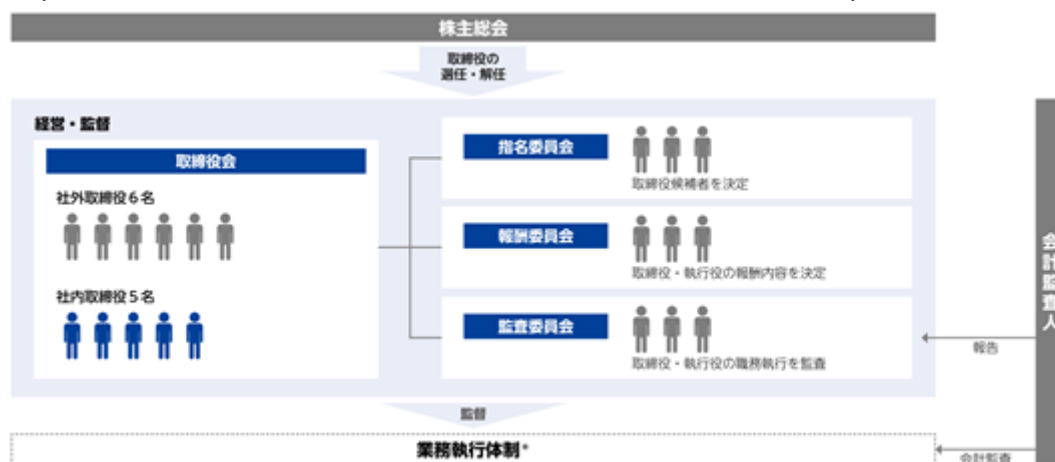 株主総会
取締役の
選任・解任
経営・監督
取締役会
社外取締役6名
社内取締役5名
指名委員会
取締役候補者を決定
報酬委員会
取締役・執行役の報酬内容を決定
監査委員会
取締役・執行役の職務執行を監査
会計監査人
報告
監督
業務執行体制*
会計監査